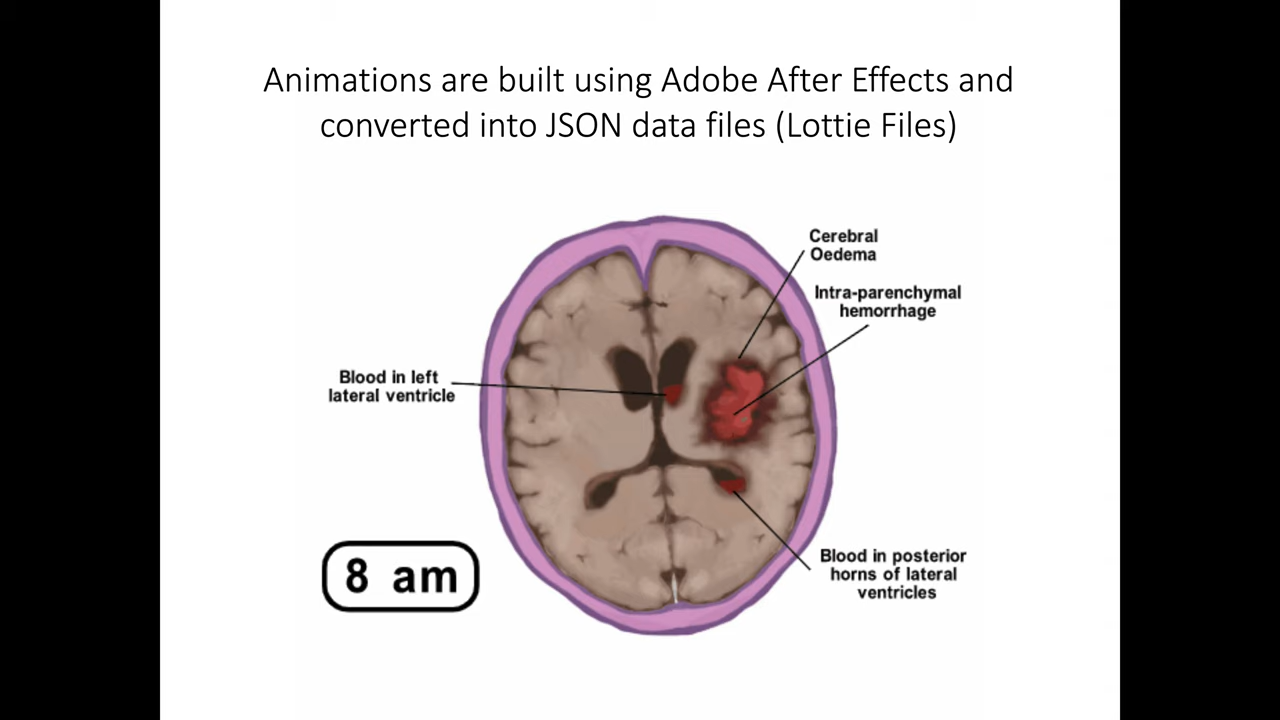 Animations are built using Adobe After Effects and
converted into JSON data files (Lottie Files)
Cerebral
Oedema
Intra-parenchymal
hemorrhage
Blood in left
lateral ventricle
Blood in posterior
horns of lateral
ventricles
8 am